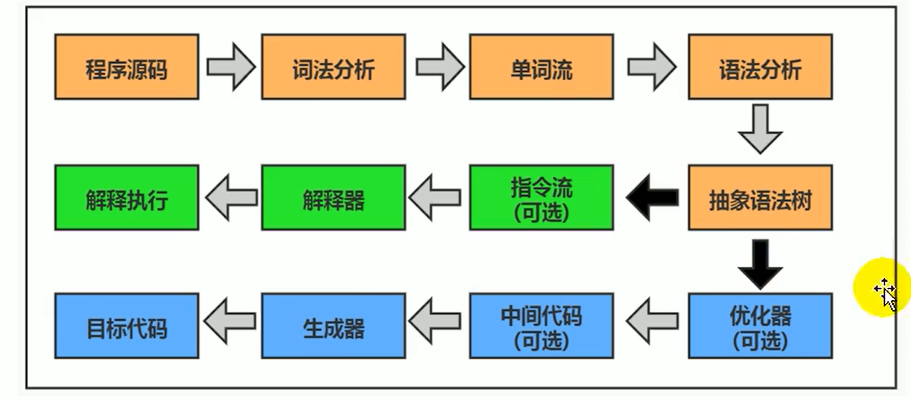 程序源码
词法分析
单词流
语法分析
解释执行
解释器
指令流
(可选)
抽象语法树
目标代码
生成器
中间代码
(可选)
优化器
(可选)